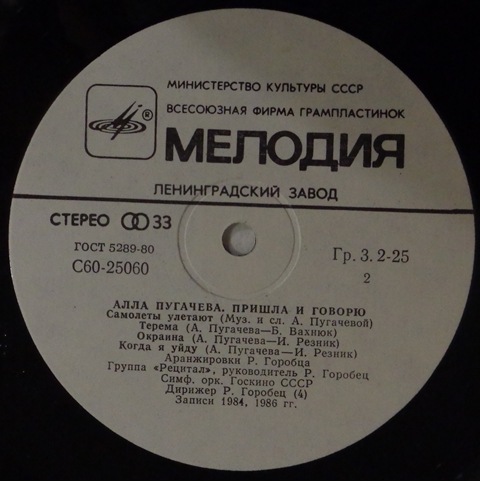 МИНИСТЕРСТВО КУЛЬТУРЫ СССР
ВСЕСОЮЗНАЯ ФИРМА ГРАМПЛАСТИНОК
®
МЕЛОДИЯ
ЛЕНИНГРАДСКИЙ ЗАВОД
СТЕРЕО 33
ГОСТ 5289-80
С60-25060
Гр. 3. 2-25
2
АЛЛА ПУГАЧЕВА. ПРИШЛА И ГОВОРЮ
Самолеты улетают (Муз. и сл. А. Пугачевой)
Терема (А. Пугачева—Б. Вахнюк)
Окраина (А. Пугачева—И. Резник)
Когда я уйду (А. Пугачева—И. Резник)
Аранжировки Р. Горобца
Группа «Рецитал», руководитель Р. Горобец
Симф. орк. Госкино СССР
Дирижер Р. Горобец (4)
Записи 1984, 1986 гг.